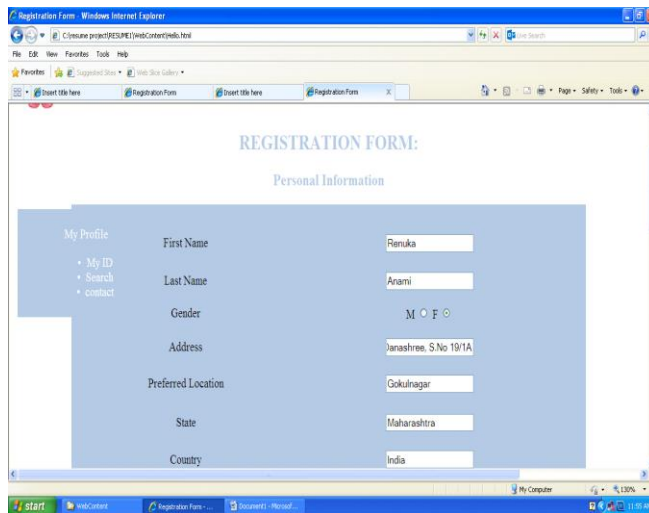 Registration Form - Windows Internet Explorer
C:\resume project\RESUME1\WebContent\Hello.html
Live Search
File Edit View Favorites Tools Help
Favorites Suggested Sites Web Slice Gallery
Insert title here Registration Form Insert title here Registration Form X Page Safety Tools
REGISTRATION FORM:
Personal Information
My Profile
• My ID
• Search
• contact
First Name Renuka
Last Name Anami
Gender M F
Address Danashree, S.No 19/1A
Preferred Location Gokulnagar
State Maharashtra
Country India
My Computer 130%
start WebContent Registration Form - ... Document1 - Microsof... 11:55 AM